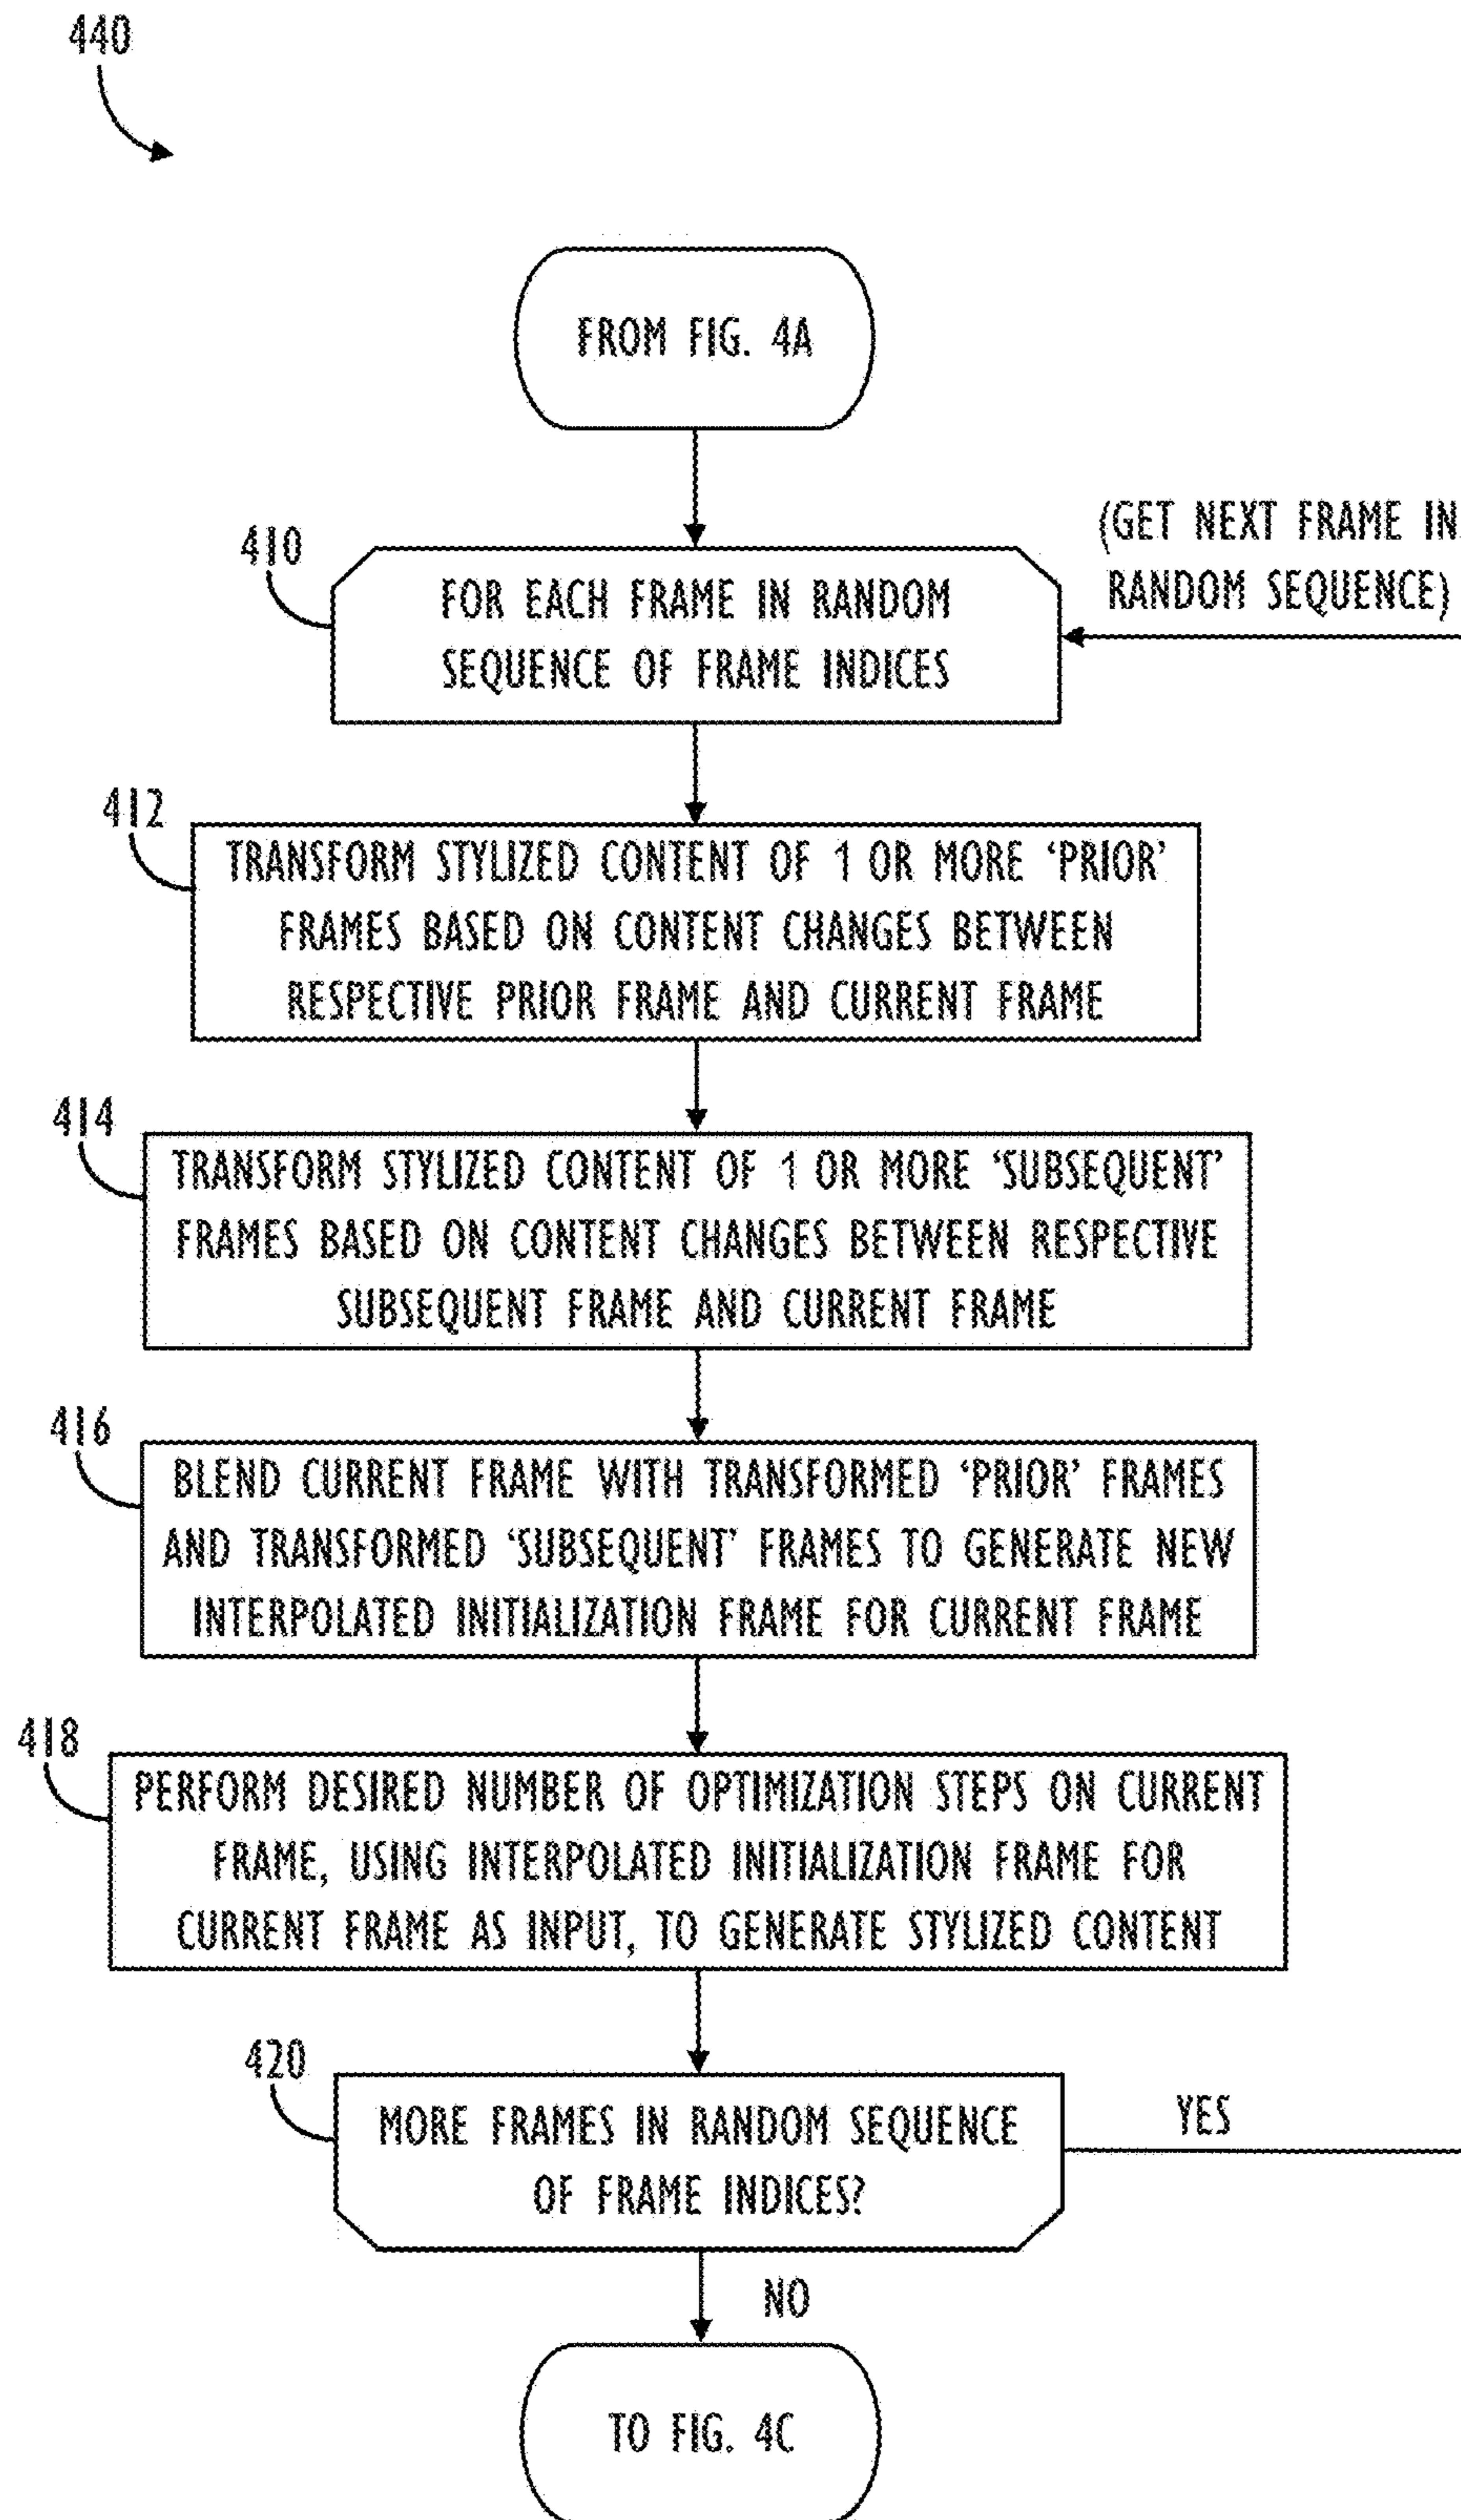 440
FROM FIG. 4A
(GET NEXT FRAME IN
RANDOM SEQUENCE)
410
FOR EACH FRAME IN RANDOM
SEQUENCE OF FRAME INDICES
412
TRANSFORM STYLIZED CONTENT OF 1 OR MORE ‘PRIOR’
FRAMES BASED ON CONTENT CHANGES BETWEEN
RESPECTIVE PRIOR FRAME AND CURRENT FRAME
414
TRANSFORM STYLIZED CONTENT OF 1 OR MORE ‘SUBSEQUENT’
FRAMES BASED ON CONTENT CHANGES BETWEEN RESPECTIVE
SUBSEQUENT FRAME AND CURRENT FRAME
416
BLEND CURRENT FRAME WITH TRANSFORMED ‘PRIOR’ FRAMES
AND TRANSFORMED ‘SUBSEQUENT’ FRAMES TO GENERATE NEW
INTERPOLATED INITIALIZATION FRAME FOR CURRENT FRAME
418
PERFORM DESIRED NUMBER OF OPTIMIZATION STEPS ON CURRENT
FRAME, USING INTERPOLATED INITIALIZATION FRAME FOR
CURRENT FRAME AS INPUT, TO GENERATE STYLIZED CONTENT
420
MORE FRAMES IN RANDOM SEQUENCE
OF FRAME INDICES?
YES
NO
TO FIG. 4C